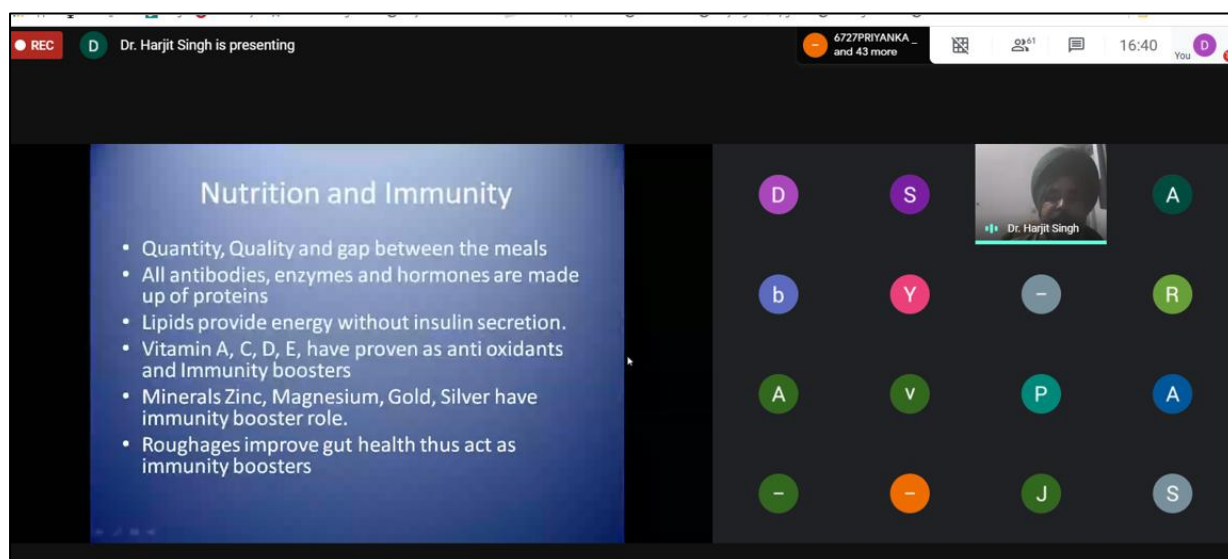 REC
D
Dr. Harjit Singh is presenting
6727PRIYANKA _
and 43 more
61
16:40
You
D
Nutrition and Immunity
• Quantity, Quality and gap between the meals
• All antibodies, enzymes and hormones are made
up of proteins
• Lipids provide energy without insulin secretion.
• Vitamin A, C, D, E, have proven as anti oxidants
and Immunity boosters
• Minerals Zinc, Magnesium, Gold, Silver have
immunity booster role.
• Roughages improve gut health thus act as
immunity boosters
D
S
Dr. Harjit Singh
A
b
Y
–
R
A
v
P
A
–
–
J
S